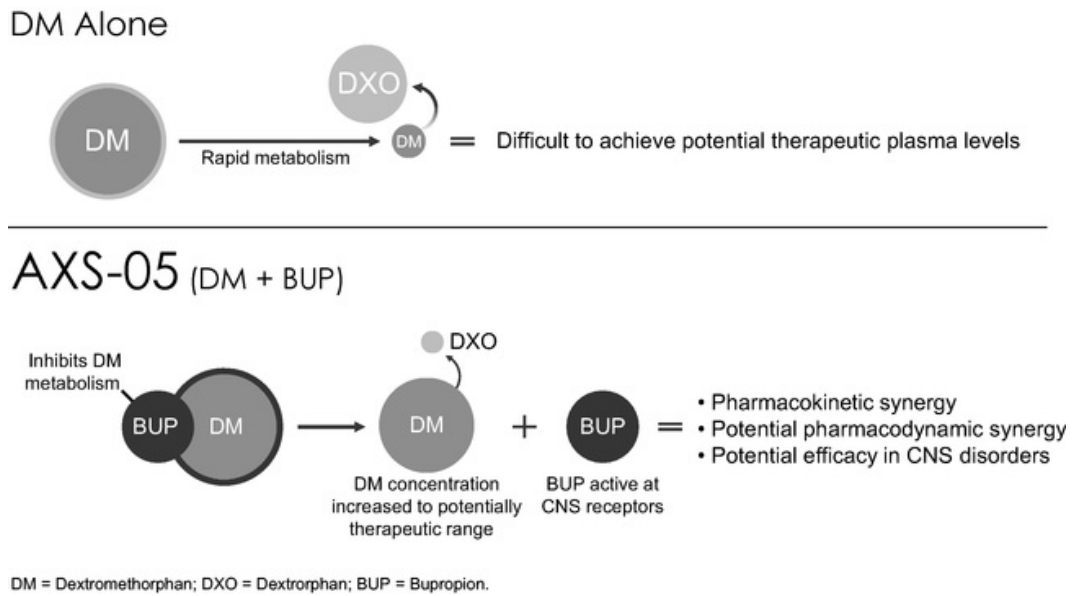 DM Alone
DXO
DM
Rapid metabolism
DM
= Difficult to achieve potential therapeutic plasma levels
AXS-05 (DM + BUP)
Inhibits DM
metabolism
BUP
DM
DXO
DM
DM concentration
increased to potentially
therapeutic range
+
BUP
BUP active at
CNS receptors
=
• Pharmacokinetic synergy
• Potential pharmacodynamic synergy
• Potential efficacy in CNS disorders
DM = Dextromethorphan; DXO = Dextrorphan; BUP = Bupropion.